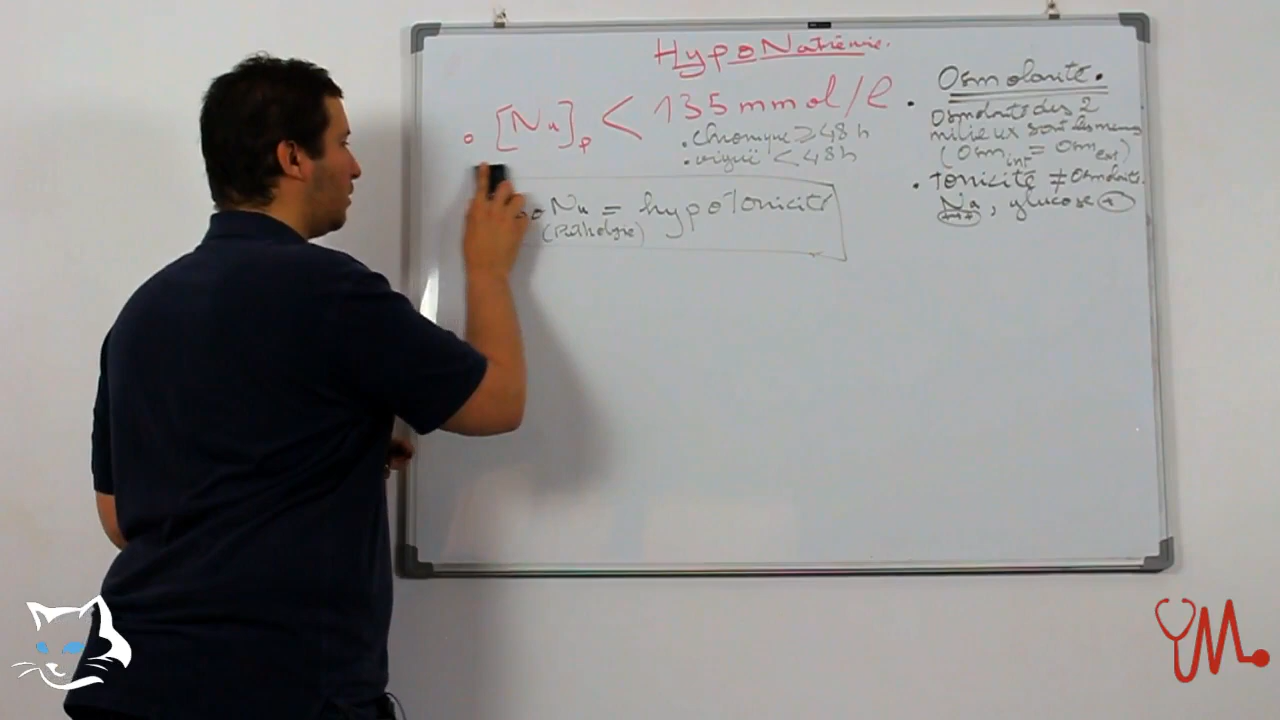 HypoNatrémie.
[Na]p < 135 mmol/l
. chronique ≥ 48 h
. aiguë < 48 h
Na = hypotonicité
Osmolarité.
. Osmolarité des 2
milieux sont les mêmes
(Osm int = Osm ext)
. Tonicité ≠ Osmolarité.
Na +++, glucose +
YM